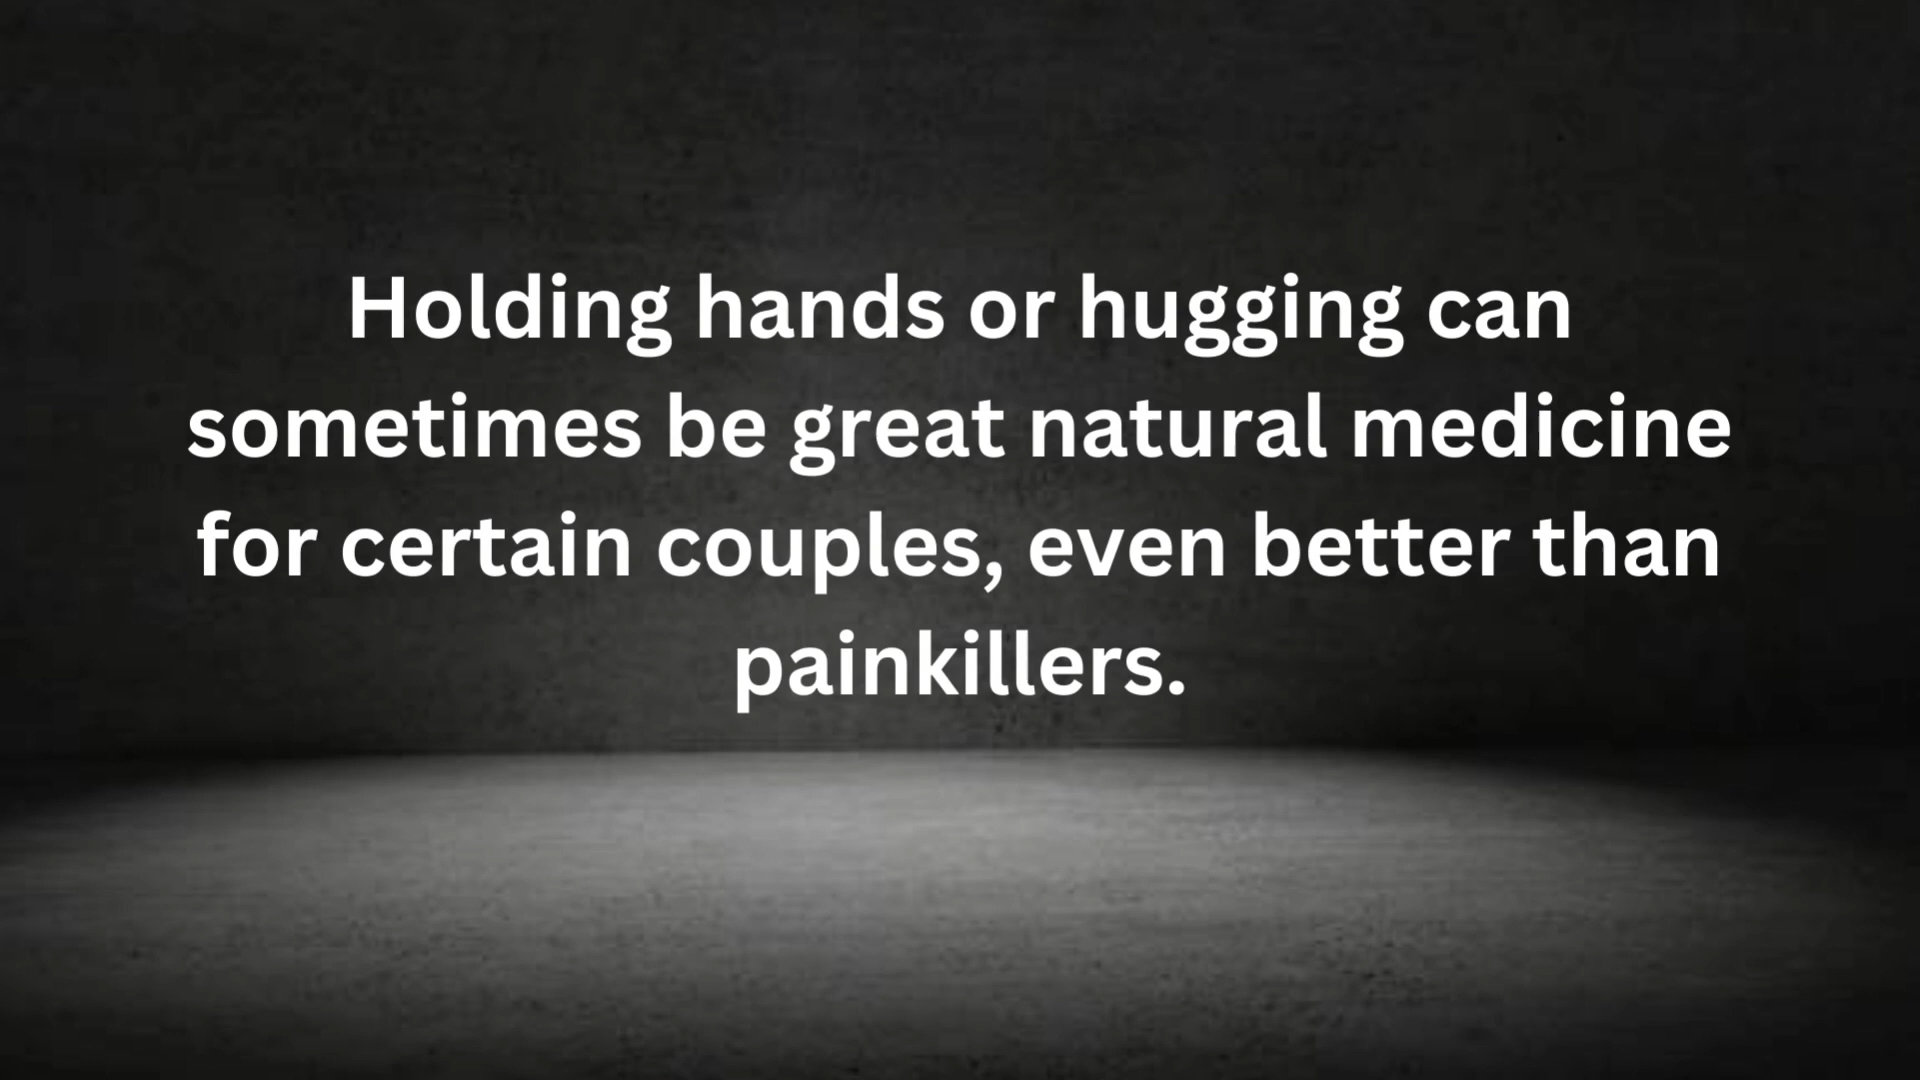 Holding hands or hugging can
sometimes be great natural medicine
for certain couples, even better than
painkillers.